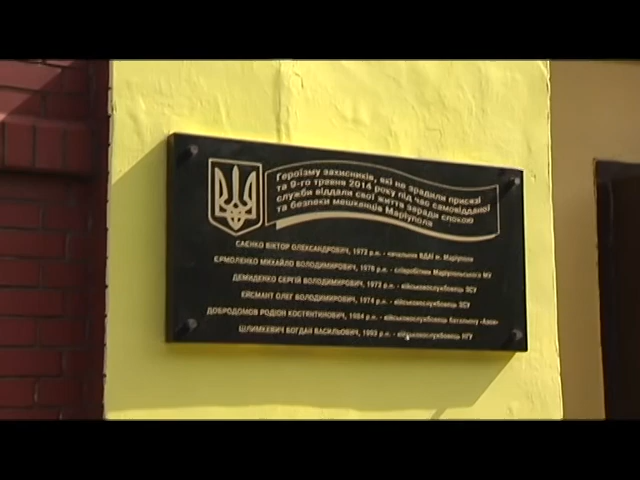 Героїзму захисників, які не зрадили присязі
та 9-го травня 2014 року під час самовідданої
служби віддали свої життя заради спокою
та безпеки мешканців Маріуполя
САЄНКО ВІКТОР ОЛЕКСАНДРОВИЧ, 1972 р.н. - начальник ВДАІ м. Маріуполя
ЄРМОЛЕНКО МИХАЙЛО ВОЛОДИМИРОВИЧ, 1978 р.н. - співробітник Маріупольського МУ
ДЕМИДЕНКО СЕРГІЙ ВОЛОДИМИРОВИЧ, 1973 р.н. - військовослужбовець ЗСУ
ЕЙСМАНТ ОЛЕГ ВОЛОДИМИРОВИЧ, 1974 р.н. - військовослужбовець ЗСУ
ДОБРОДОМОВ РОДІОН КОСТЯНТИНОВИЧ, 1984 р.н. - військовослужбовець батальону «Азов»
ШЛИМКЕВИЧ БОГДАН ВАСИЛЬОВИЧ, 1993 р.н. - військовослужбовець НГУ